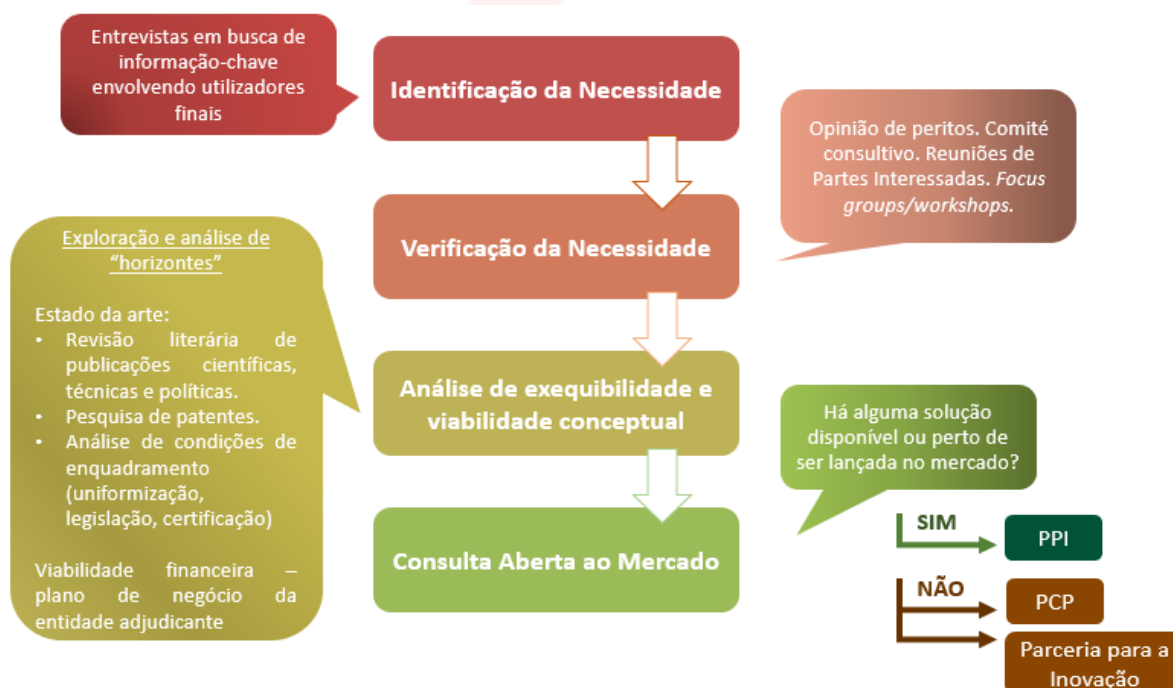 Entrevistas em busca de
informação-chave
envolvendo utilizadores
finais
Identificação da Necessidade
Opinião de peritos. Comité
consultivo. Reuniões de
Partes Interessadas. Focus
groups/workshops.
Verificação da Necessidade
Exploração e análise de
“horizontes”
Estado da arte:
• Revisão literária de
publicações científicas,
técnicas e políticas.
• Pesquisa de patentes.
• Análise de condições de
enquadramento
(uniformização,
legislação, certificação)
Viabilidade financeira –
plano de negócio da
entidade adjudicante
Análise de exequibilidade e
viabilidade conceptual
Há alguma solução
disponível ou perto de
ser lançada no mercado?
Consulta Aberta ao Mercado
SIM
PPI
NÃO
PCP
Parceria para a
Inovação